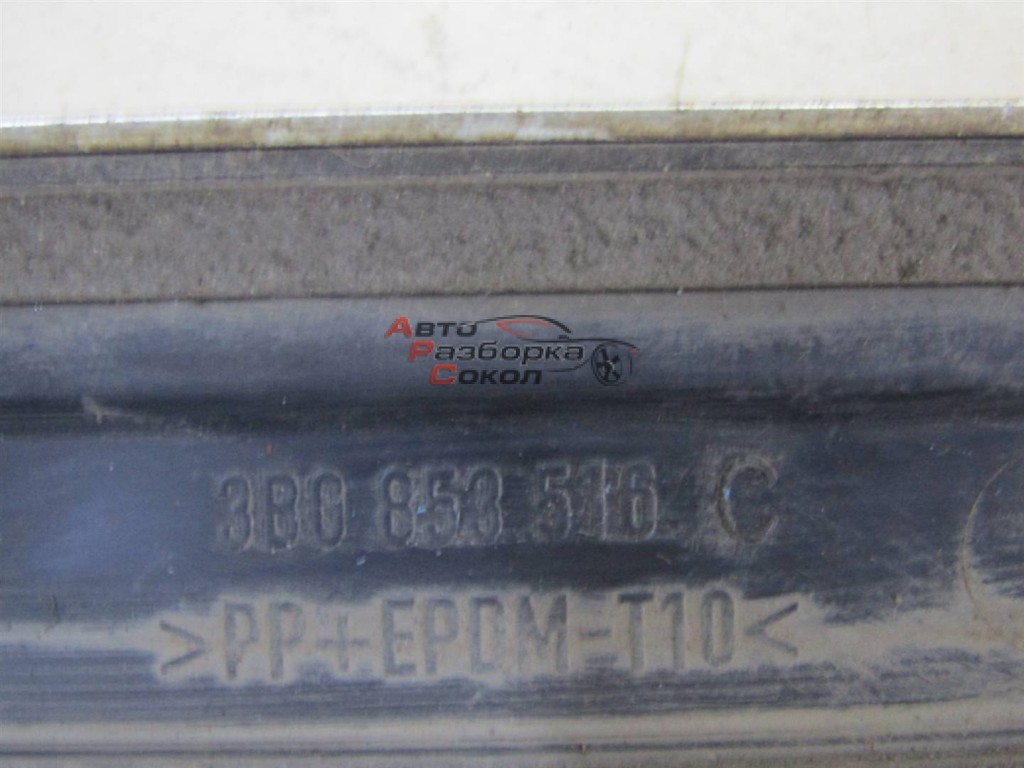 Авто
Разборка
Сокол
3B0 853 516 C
>PP+EPDM-T10<